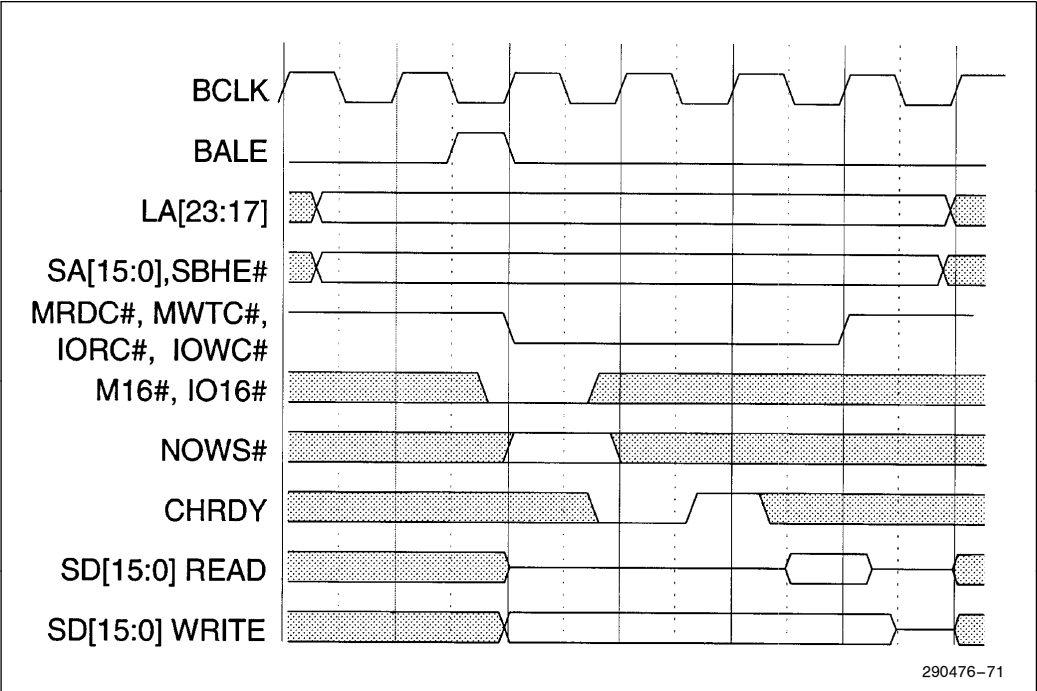 BCLK
BALE
LA[23:17]
SA[15:0],SBHE#
MRDC#, MWTC#,
IORC#, IOWC#
M16#, IO16#
NOWS#
CHRDY
SD[15:0] READ
SD[15:0] WRITE
290476–71